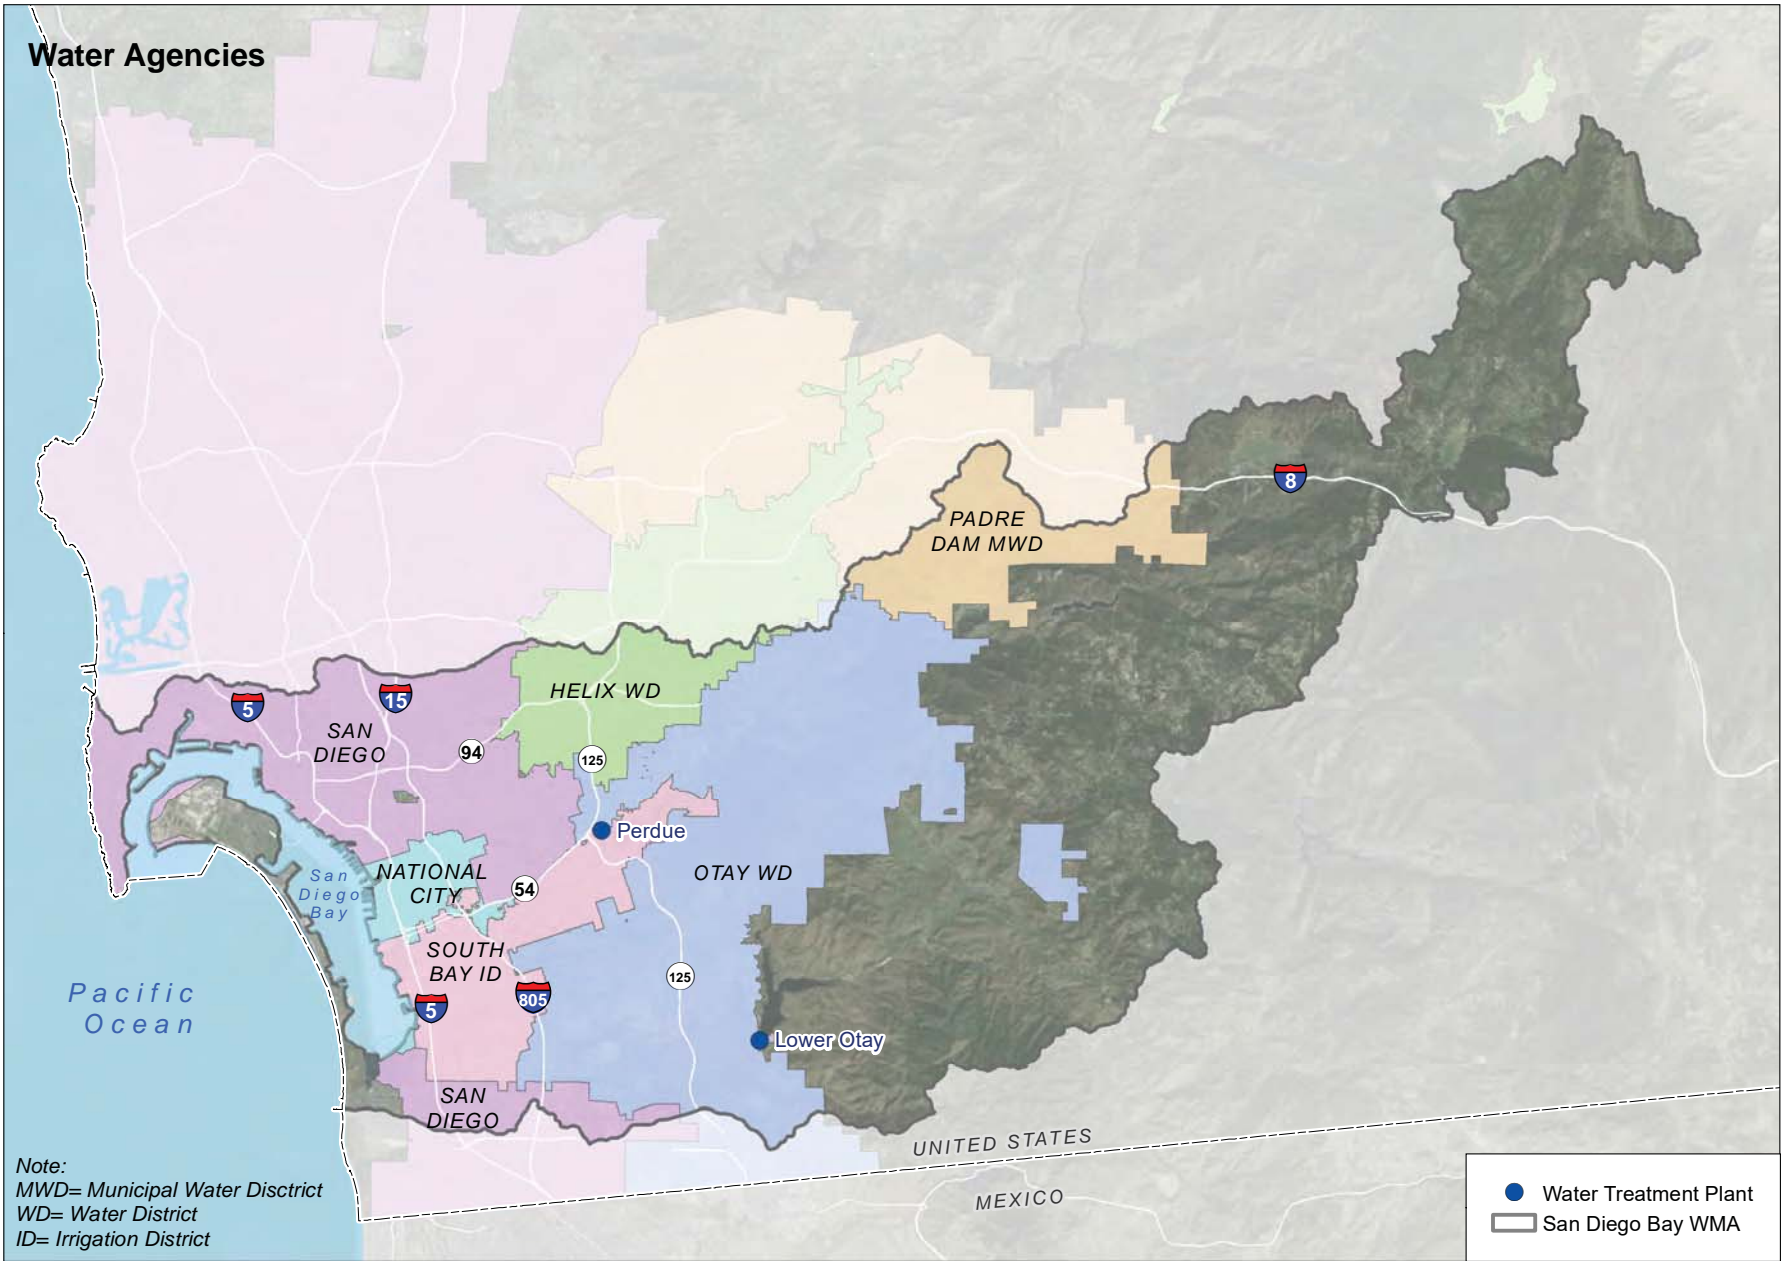 Water Agencies
8
PADRE
DAM MWD
HELIX WD
5
15
SAN
DIEGO
94
125
Perdue
NATIONAL
CITY
San
Diego
Bay
54
OTAY WD
SOUTH
BAY ID
125
5
805
Pacific
Ocean
Lower Otay
SAN
DIEGO
UNITED STATES
MEXICO
Note:
MWD= Municipal Water Disctrict
WD= Water District
ID= Irrigation District
Water Treatment Plant
San Diego Bay WMA